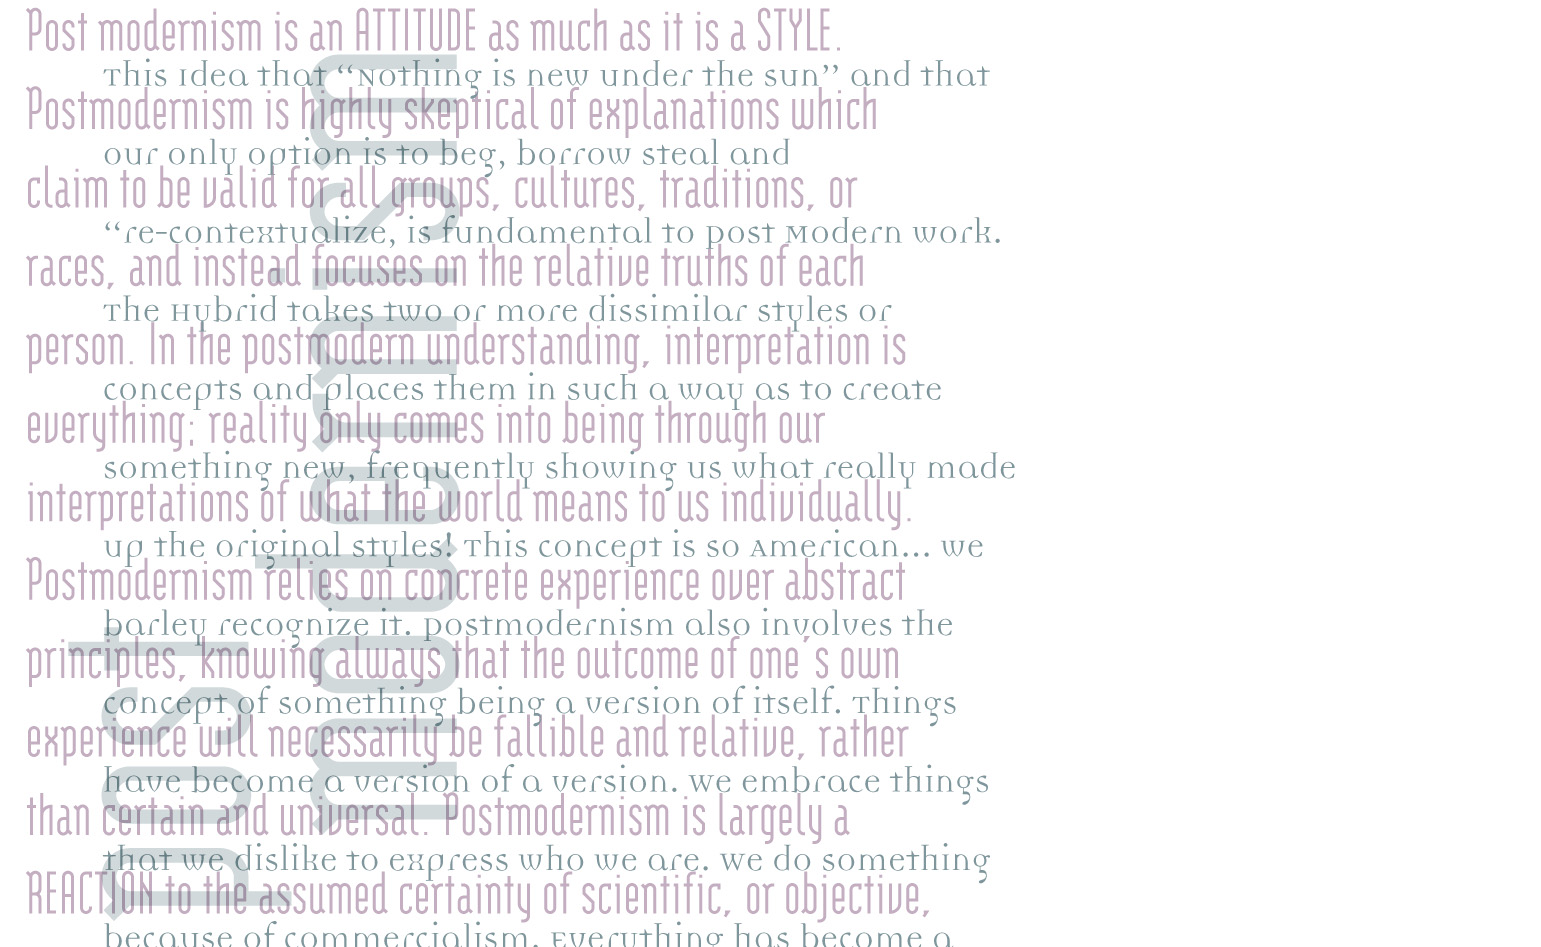 Post modernism is an ATTITUDE as much as it is a STYLE.
This Idea that “Nothing is new under the sun” and that
Postmodernism is highly skeptical of explanations which
our only option is to beg, borrow steal and
claim to be valid for all groups, cultures, traditions, or
“re-contextualize, is fundamental to post Modern work.
races, and instead focuses on the relative truths of each
The Hybrid takes two or more dissimilar styles or
person. In the postmodern understanding, interpretation is
concepts and places them in such a way as to create
everything; reality only comes into being through our
something new, frequently showing us what really made
interpretations of what the world means to us individually.
up the original styles! This concept is so American... we
Postmodernism relies on concrete experience over abstract
barley recognize it. postmodernism also involves the
principles, knowing always that the outcome of one's own
concept of something being a version of itself. Things
experience will necessarily be fallible and relative, rather
have become a version of a version. We embrace things
than certain and universal. Postmodernism is largely a
that we dislike to express who we are. We do something
REACTION to the assumed certainty of scientific, or objective,
because of commercialism. Everything has become a
post
modernism